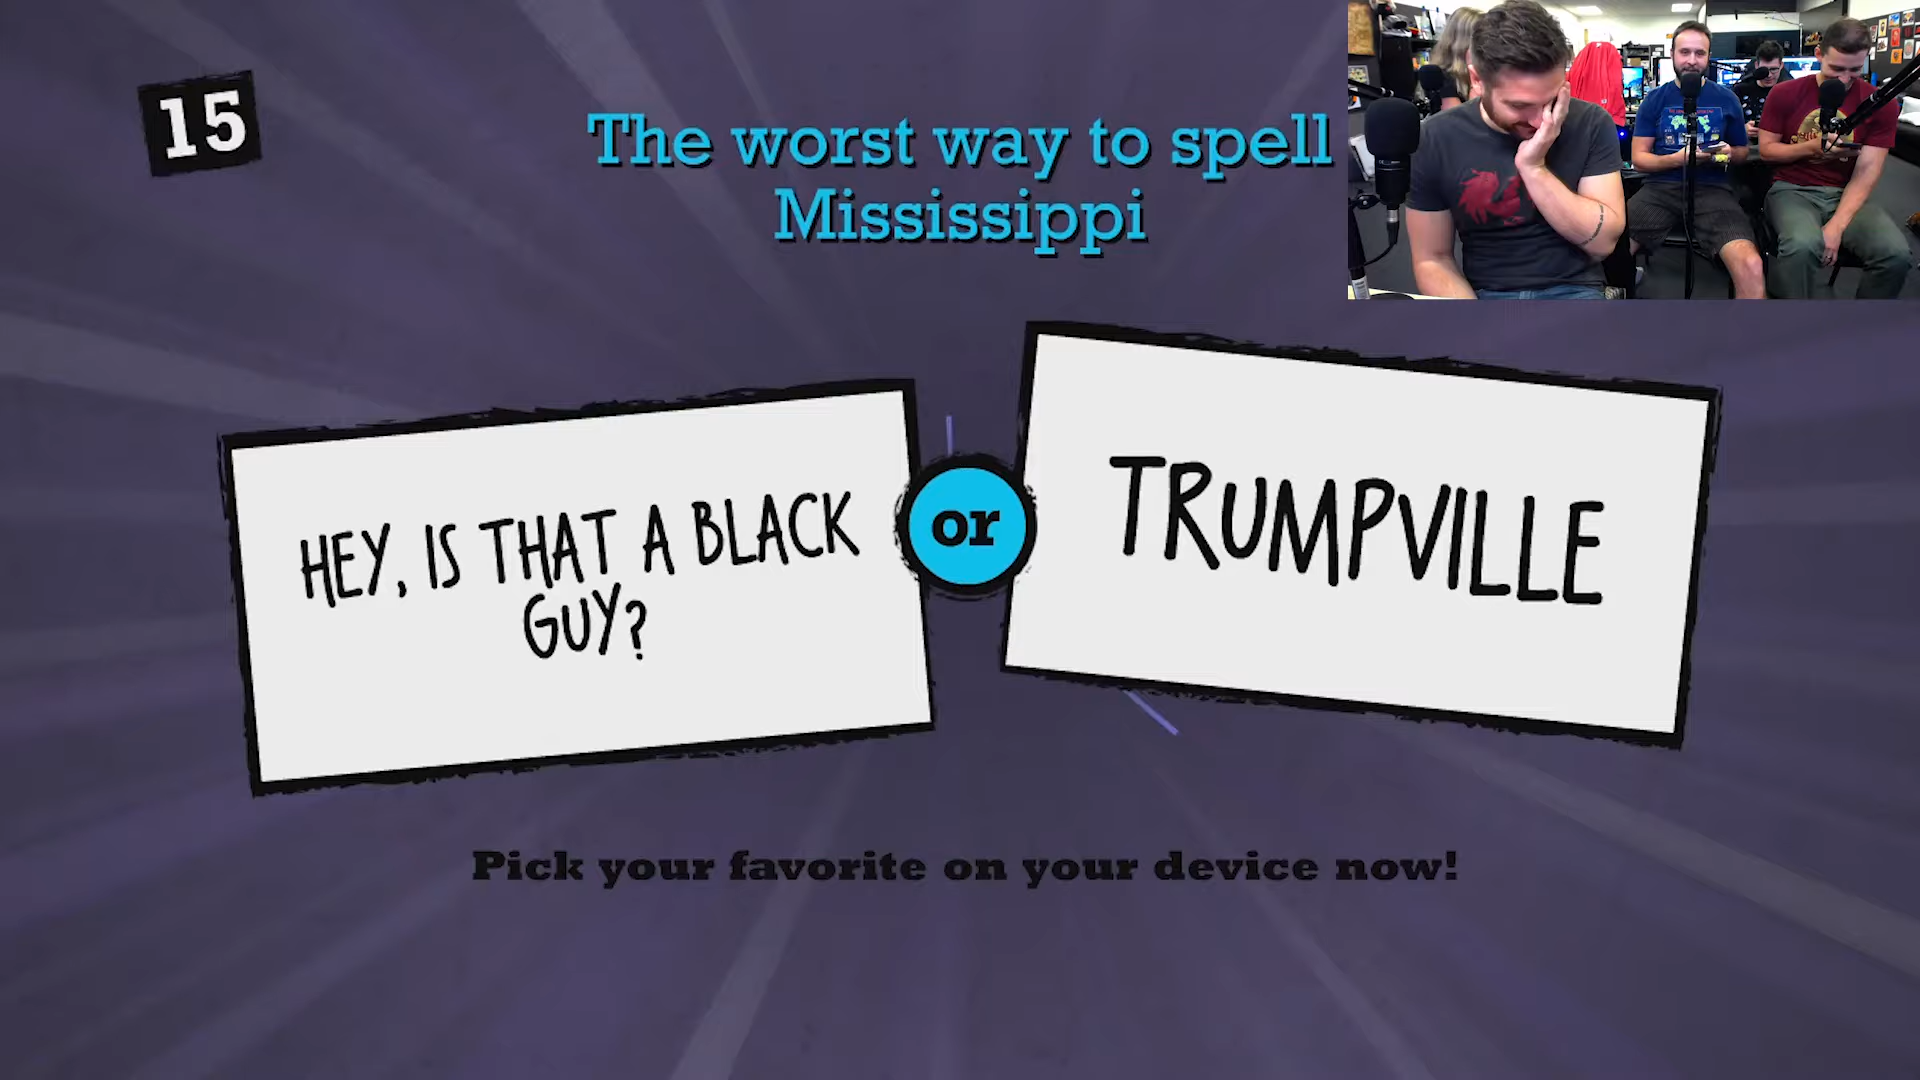 15
The worst way to spell
Mississippi
HEY, IS THAT A BLACK
GUY?
or
TRUMPVILLE
Pick your favorite on your device now!